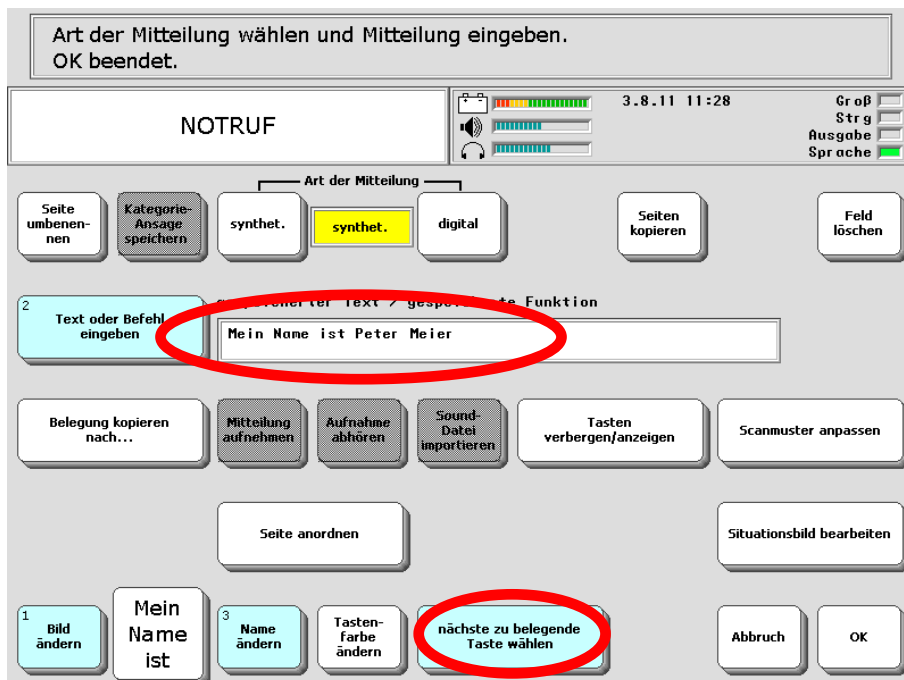 Art der Mitteilung wählen und Mitteilung eingeben.
OK beendet.
NOTRUF
3.8.11 11:28
Groß
Strg
Ausgabe
Sprache
Art der Mitteilung
Seite
umbenen-
nen
Kategorie-
Ansage
speichern
synthet.
synthet.
digital
Seiten
kopieren
Feld
löschen
2
Text oder Befehl
eingeben
Text / Funktion
Mein Name ist Peter Meier
Belegung kopieren
nach...
Mitteilung
aufnehmen
Aufnahme
abhören
Sound-
Datei
importieren
Tasten
verbergen/anzeigen
Scanmuster anpassen
Seite anordnen
Situationsbild bearbeiten
1
Bild
ändern
Mein
Name
ist
3
Name
ändern
Tasten-
farbe
ändern
nächste zu belegende
Taste wählen
Abbruch
OK